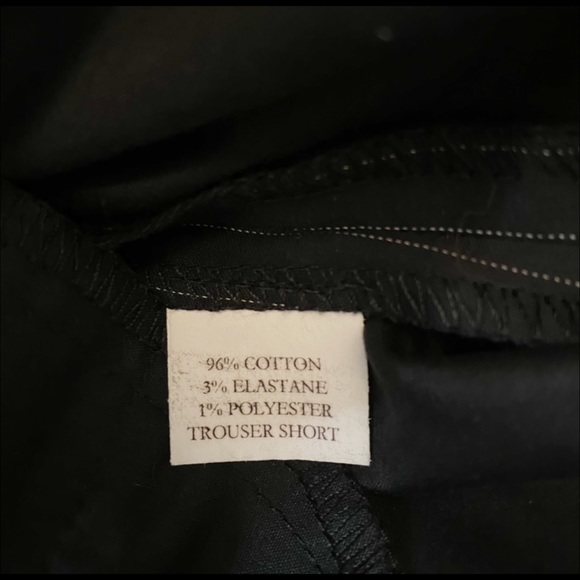 96% COTTON
3% ELASTANE
1% POLYESTER
TROUSER SHORT